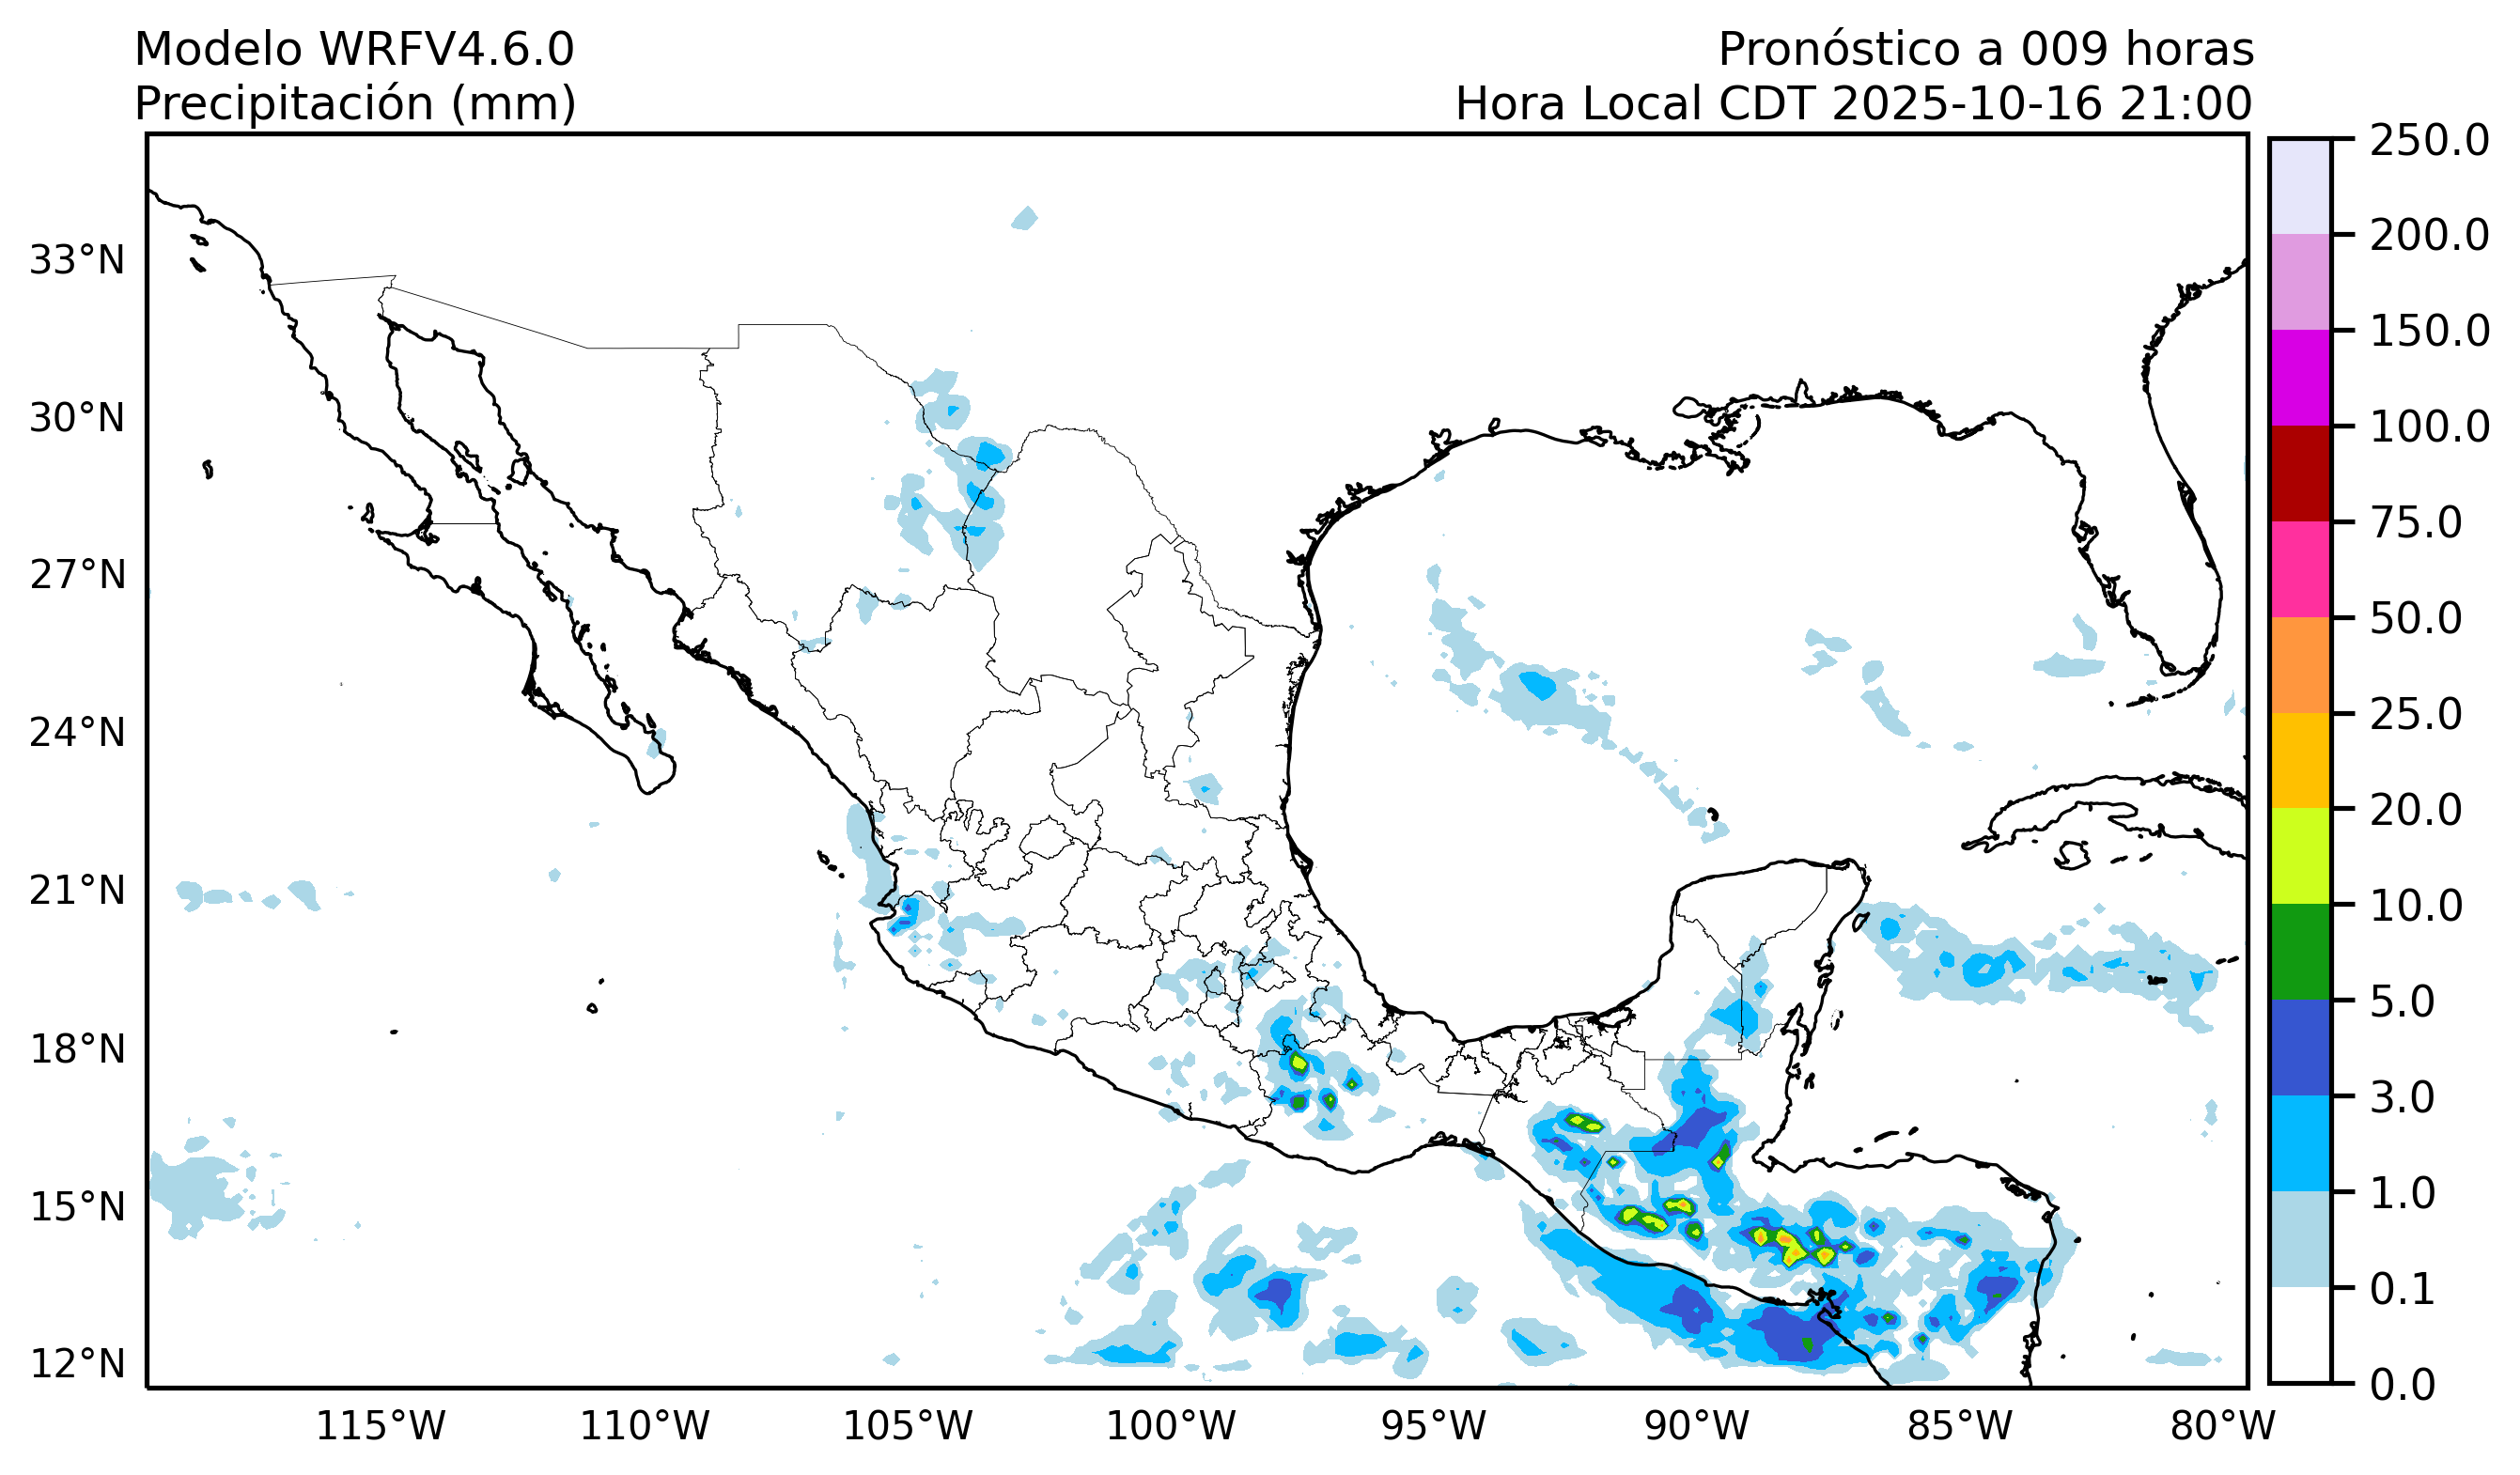 Modelo WRFV4.6.0
Precipitación (mm)
Pronóstico a 009 horas
Hora Local CDT 2025-10-16 21:00
33°N
30°N
27°N
24°N
21°N
18°N
15°N
12°N
115°W
110°W
105°W
100°W
95°W
90°W
85°W
80°W
250.0
200.0
150.0
100.0
75.0
50.0
25.0
20.0
10.0
5.0
3.0
1.0
0.1
0.0